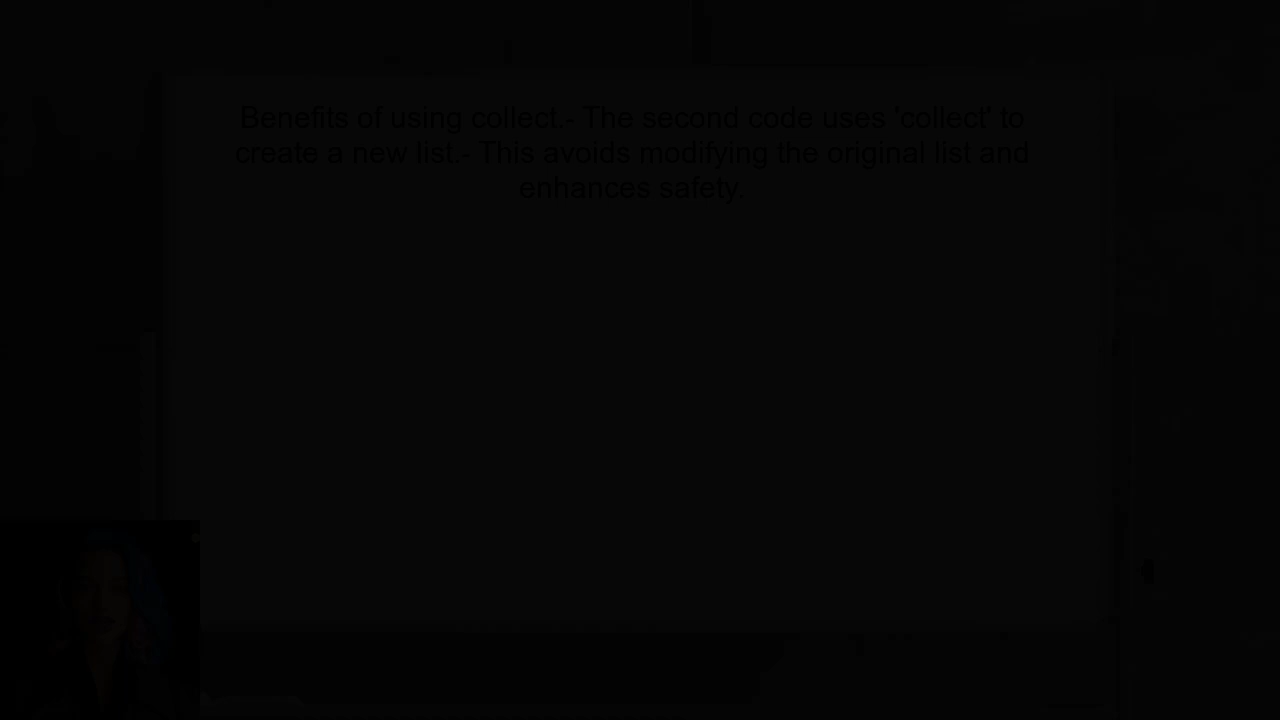 Benefits of using collect.- The second code uses 'collect' to
create a new list.- This avoids modifying the original list and
enhances safety.